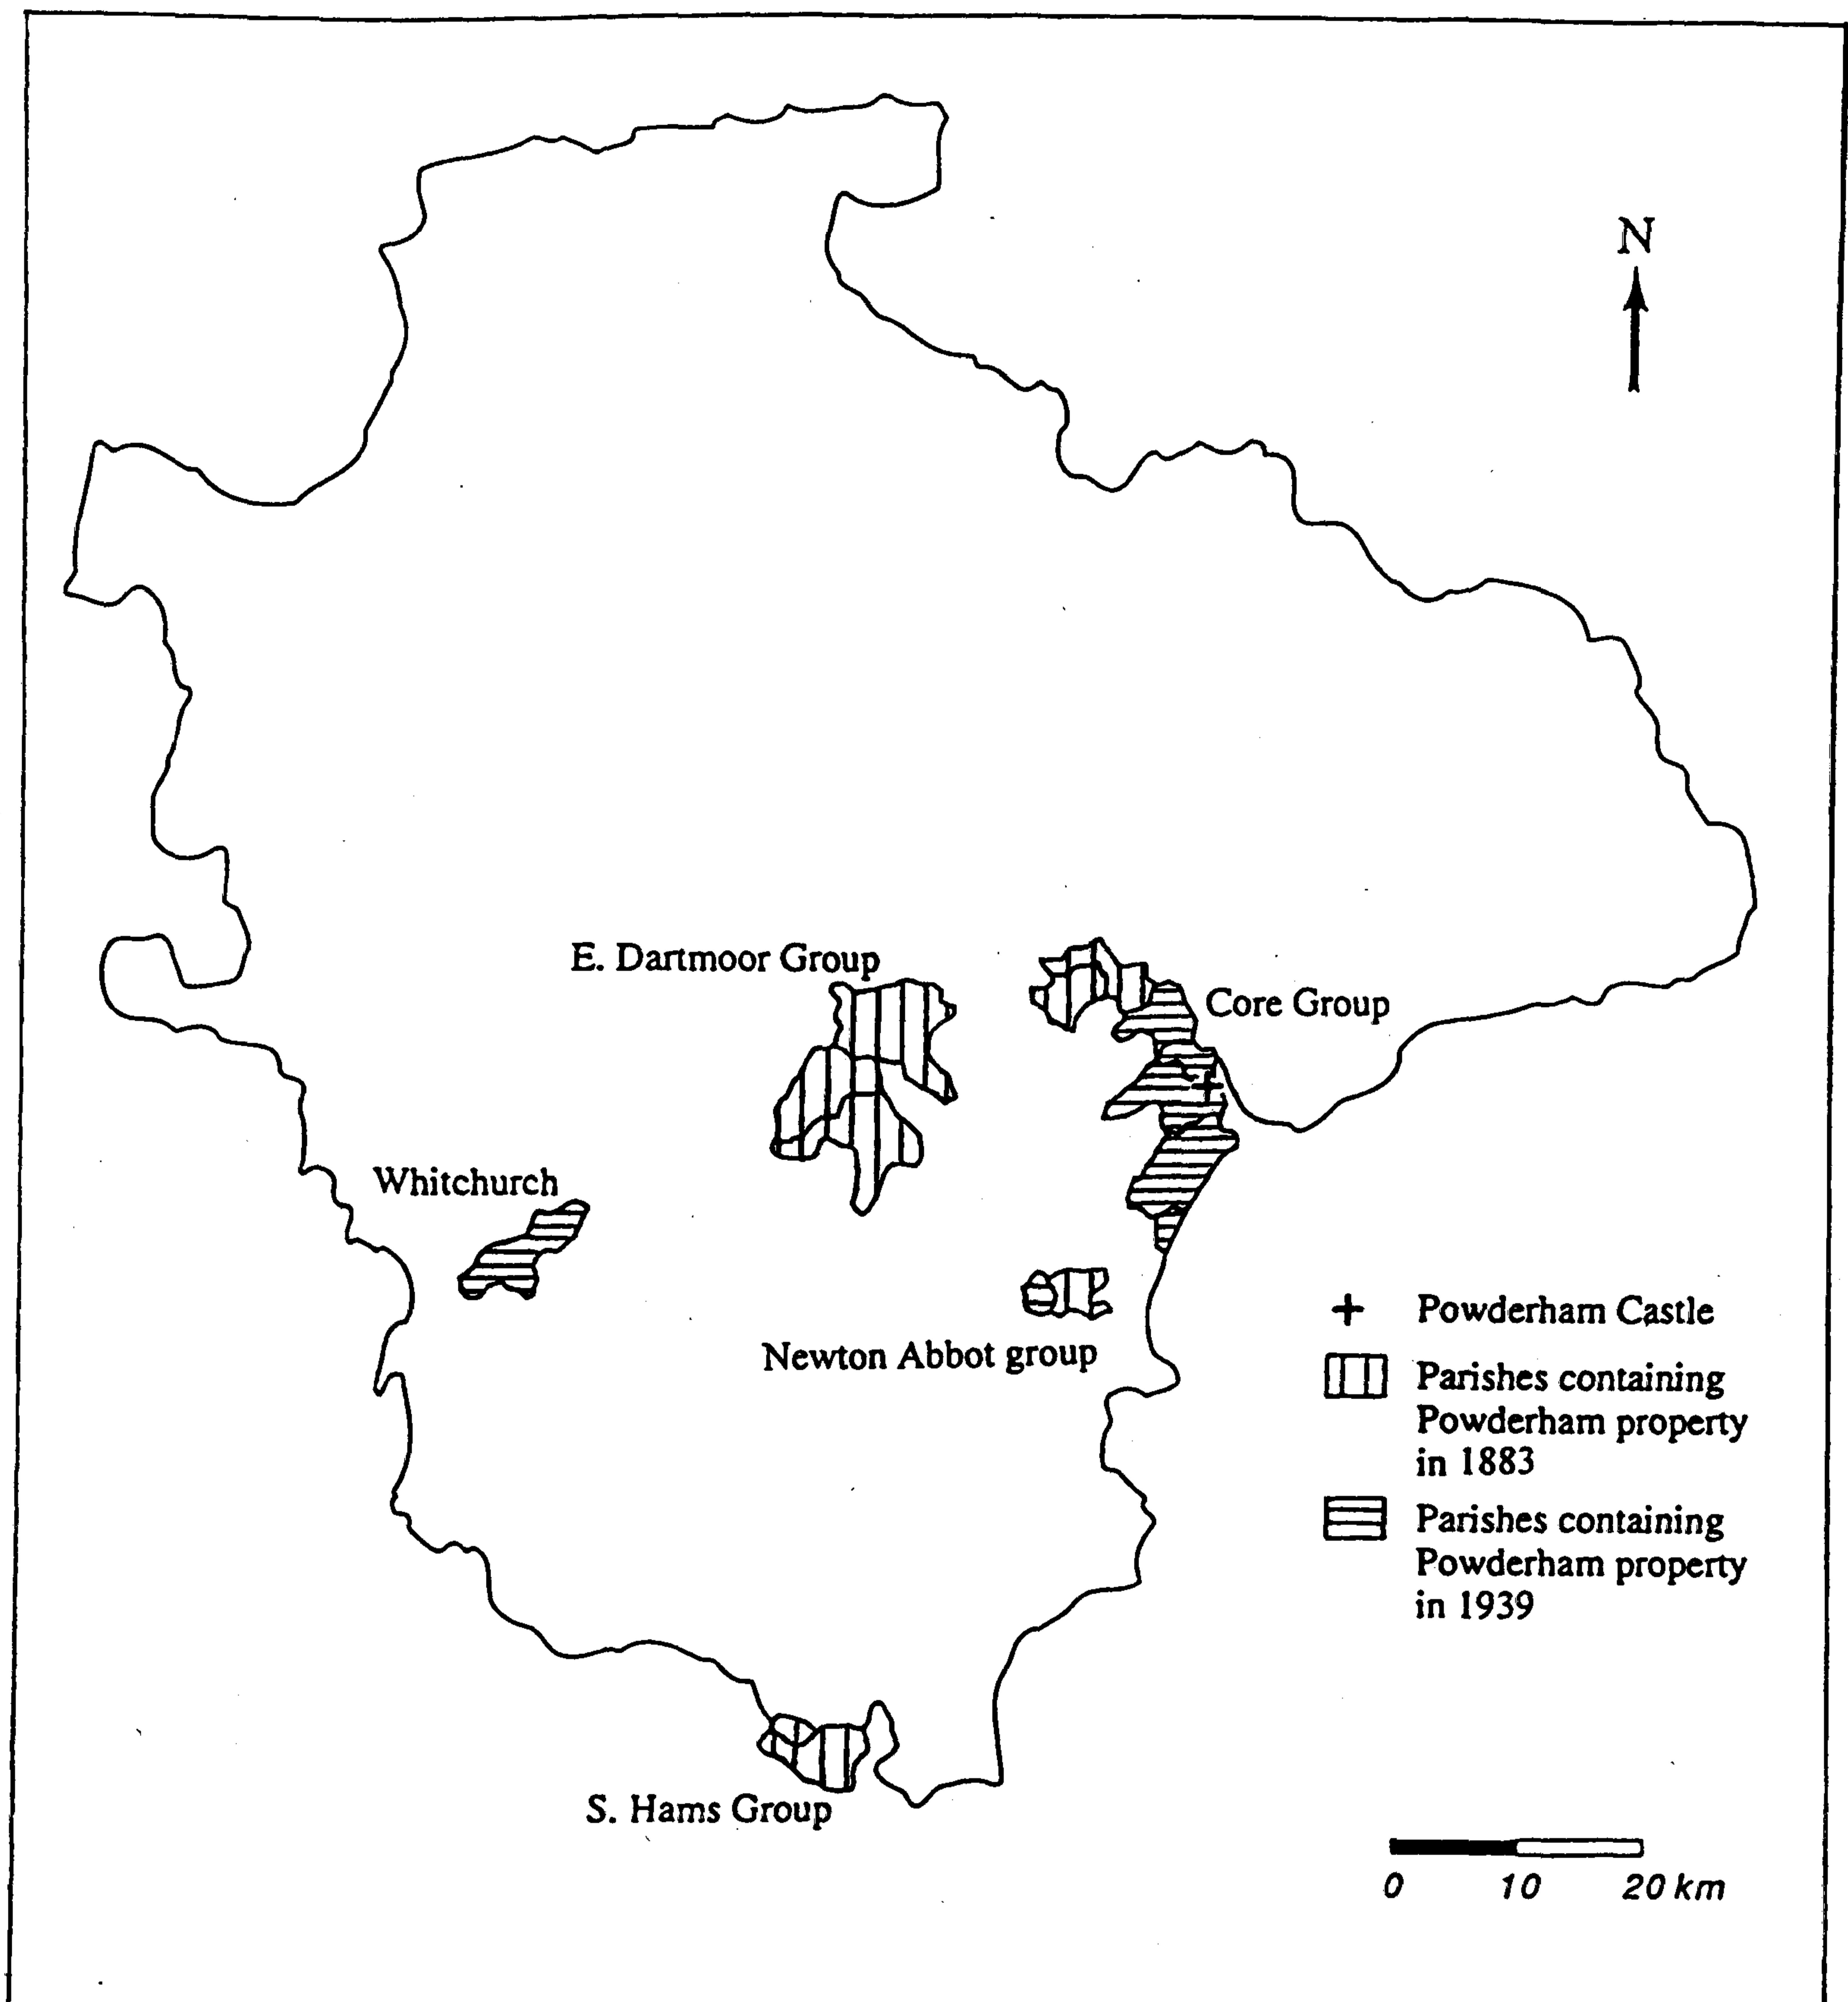 N
E. Dartmoor Group
Core Group
Whitchurch
Newton Abbot group
Powderham Castle
Parishes containing
Powderham property
in 1883
Parishes containing
Powderham property
in 1939
S. Hams Group
0 10 20 km